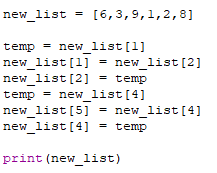 new_list = [6,3,9,1,2,8]
temp = new_list[1]
new_list[1] = new_list[2]
new_list[2] = temp
temp = new_list[4]
new_list[5] = new_list[4]
new_list[4] = temp
print(new_list)